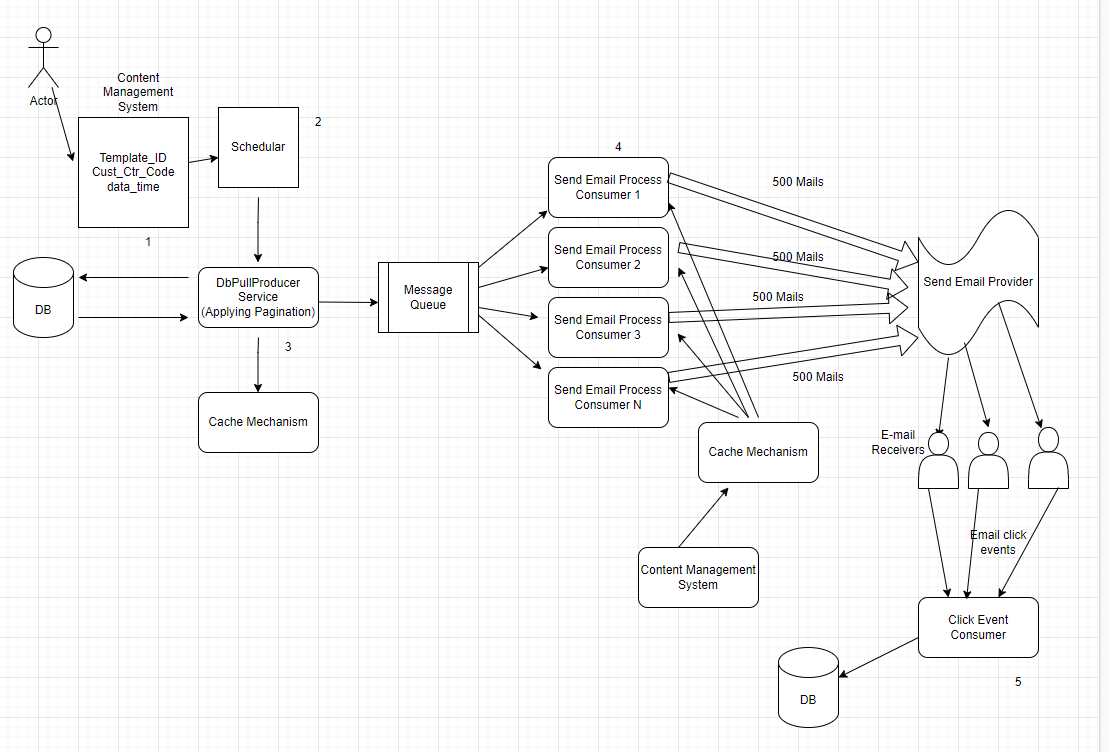 Actor
Content
Management
System
Template_ID
Cust_Ctr_Code
data_time
1
Schedular
2
DB
DbPullProducer
Service
(Applying Pagination)
3
Cache Mechanism
Message
Queue
4
Send Email Process
Consumer 1
Send Email Process
Consumer 2
Send Email Process
Consumer 3
Send Email Process
Consumer N
500 Mails
500 Mails
500 Mails
500 Mails
Send Email Provider
Cache Mechanism
Content Management
System
E-mail
Receivers
Email click
events
Click Event
Consumer
5
DB